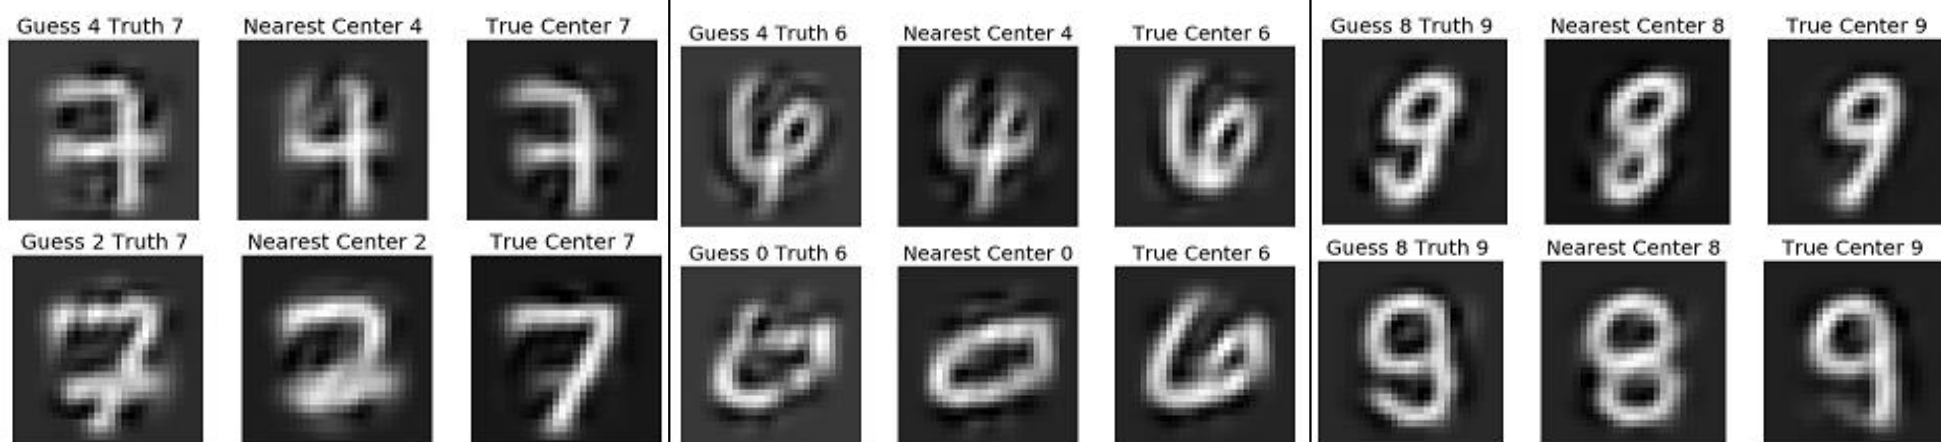 Guess 4 Truth 7
Nearest Center 4
True Center 7
Guess 4 Truth 6
Nearest Center 4
True Center 6
Guess 8 Truth 9
Nearest Center 8
True Center 9
Guess 2 Truth 7
Nearest Center 2
True Center 7
Guess 0 Truth 6
Nearest Center 0
True Center 6
Guess 8 Truth 9
Nearest Center 8
True Center 9